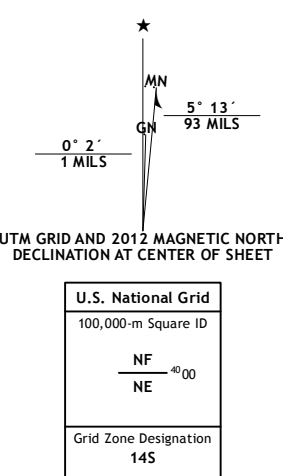 ★
MN
5° 13´
93 MILS
GN
0° 2´
1 MILS
UTM GRID AND 2012 MAGNETIC NORTH
DECLINATION AT CENTER OF SHEET
U.S. National Grid
100,000-m Square ID
NF
4000
NE
Grid Zone Designation
14S